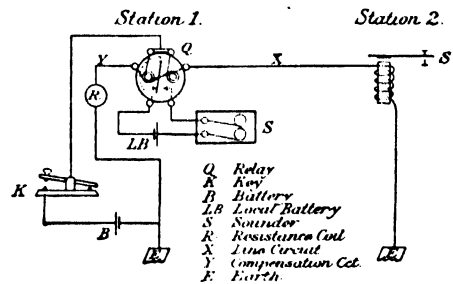 Station 1.
Station 2.
Q
Y
X
S
R
LB
S
K
B
E
E
Q Relay
K Key
B Battery
LB Local Battery
S Sounder
R Resistance Coil
X Line Circuit
Y Compensation Cct.
E Earth.